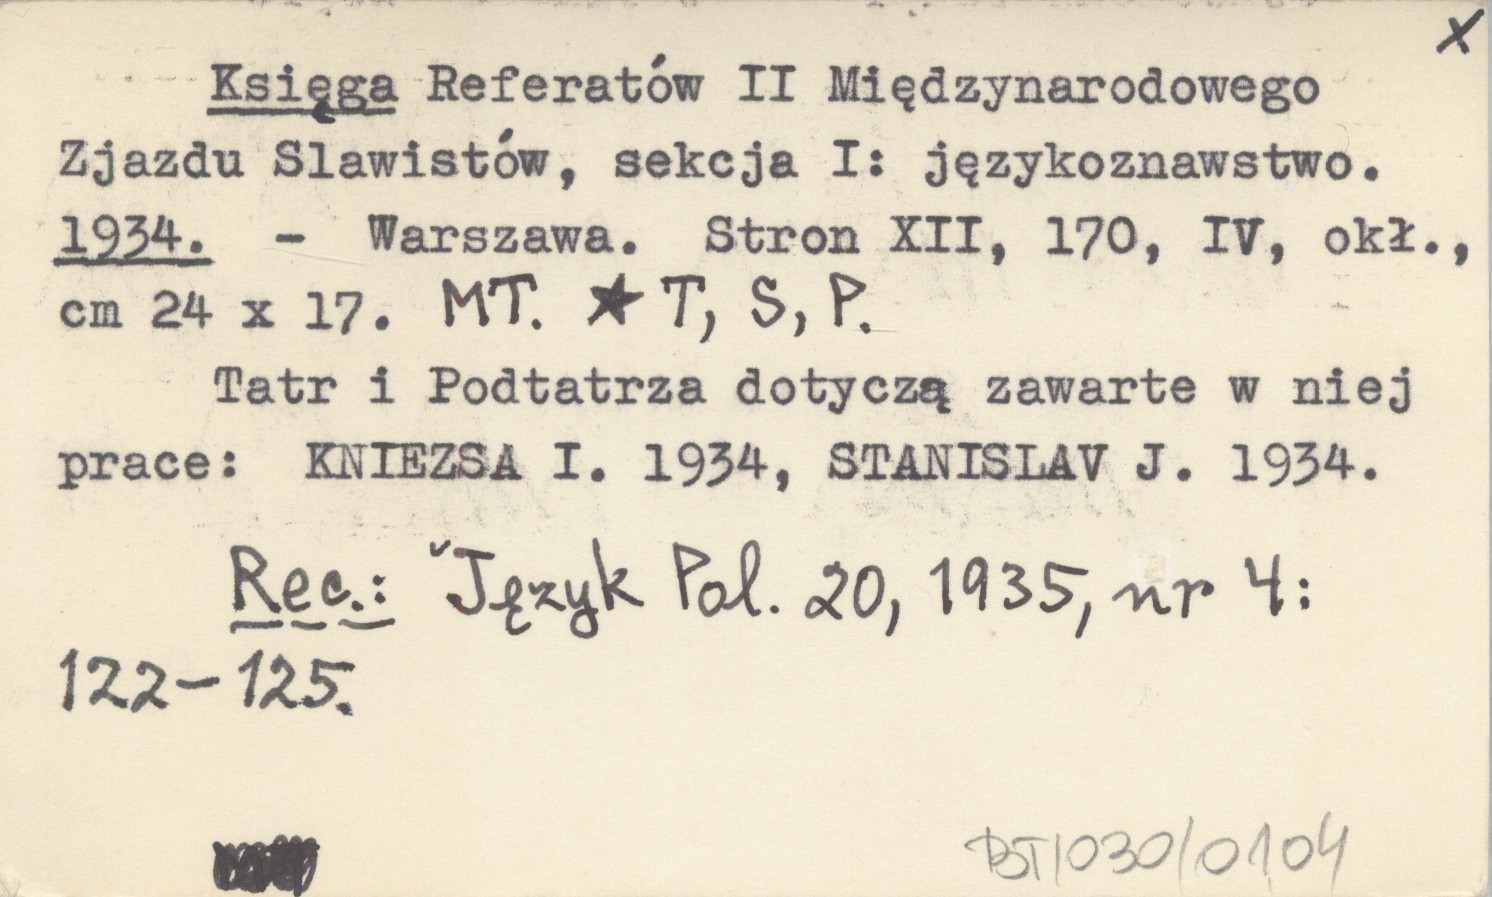 x
Księga Referatów II Międzynarodowego
Zjazdu Slawistów, sekcja I: językoznawstwo.
1934. - Warszawa. Stron XII, 170, IV, okł.,
cm 24 x 17. MT. ★ T, S, P.
Tatr i Podtatrza dotyczą zawarte w niej
prace: KNIEZSA I. 1934, STANISLAV J. 1934.
Rec.: Język Pol. 20, 1935, nr 4:
122-125.
BT/030/0104